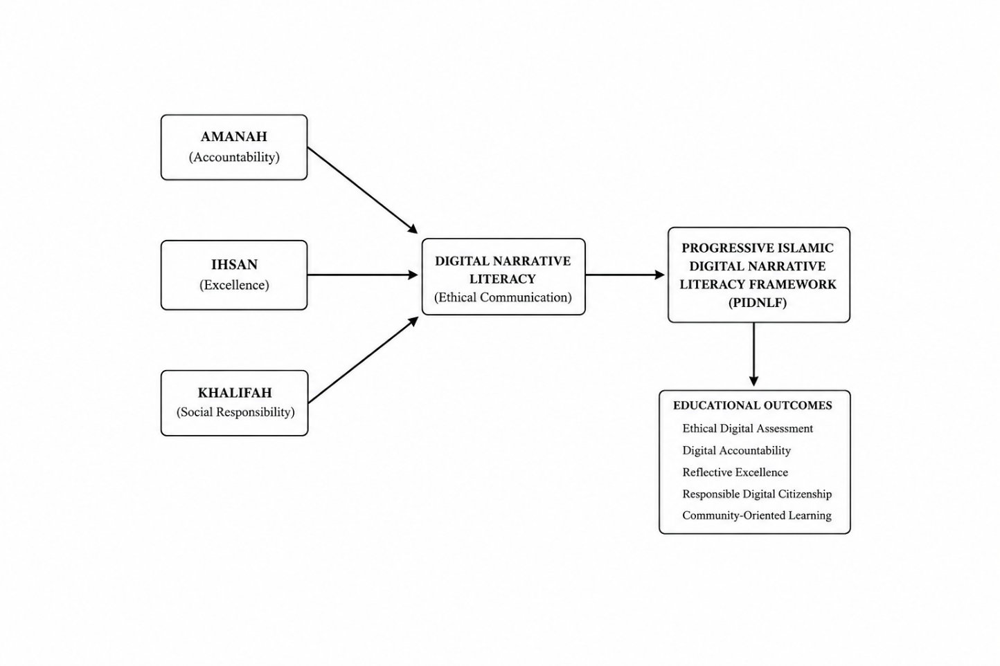 AMANAH
(Accountability)
IHSAN
(Excellence)
KHALIFAH
(Social Responsibility)
DIGITAL NARRATIVE
LITERACY
(Ethical Communication)
PROGRESSIVE ISLAMIC
DIGITAL NARRATIVE
LITERACY FRAMEWORK
(PIDNLF)
EDUCATIONAL OUTCOMES
Ethical Digital Assessment
Digital Accountability
Reflective Excellence
Responsible Digital Citizenship
Community-Oriented Learning